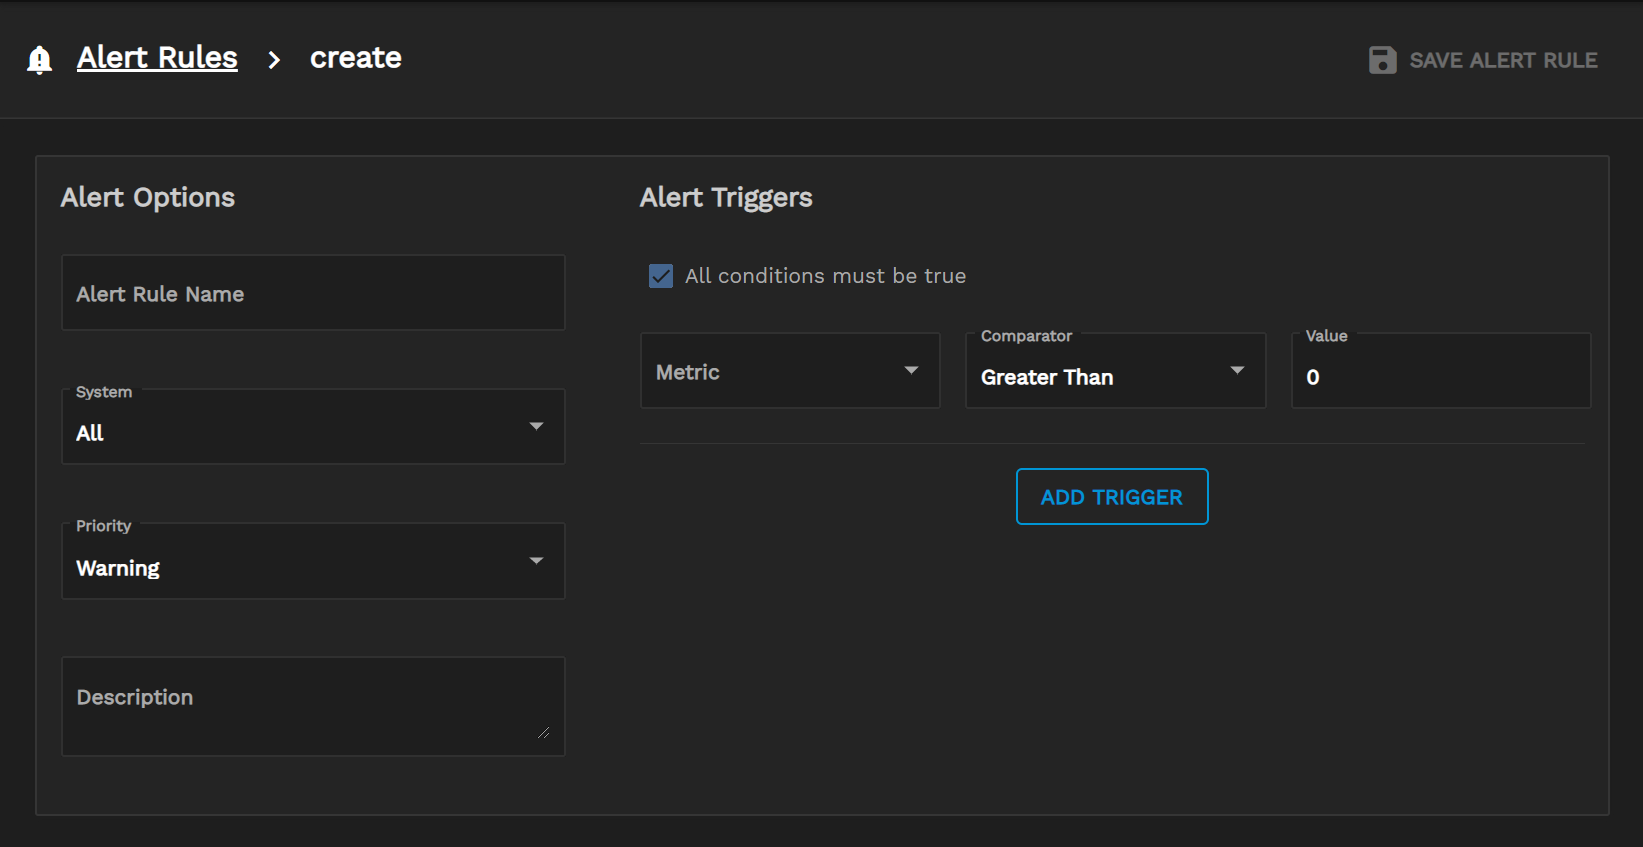 Alert Rules > create
SAVE ALERT RULE
Alert Options
Alert Rule Name
System
All
Priority
Warning
Description
Alert Triggers
All conditions must be true
Metric
Comparator
Greater Than
Value
0
ADD TRIGGER